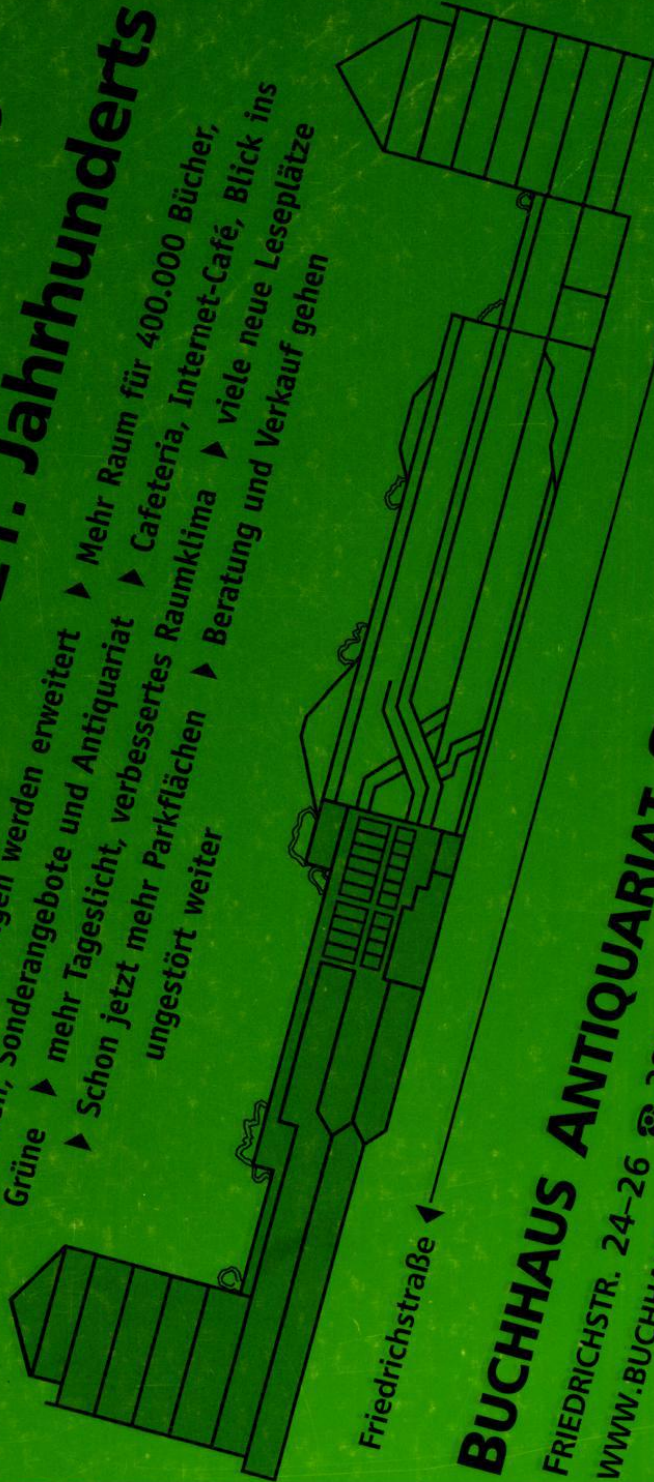 21. Jahrhunderts
werden erweitert ▶ Mehr Raum für 400.000 Bücher,
Sonderangebote und Antiquariat ▶ Cafeteria, Internet-Café, Blick ins
Grüne ▶ mehr Tageslicht, verbessertes Raumklima ▶ viele neue Leseplätze
▶ Schon jetzt mehr Parkflächen ▶ Beratung und Verkauf gehen
ungestört weiter
Friedrichstraße
BUCHHAUS ANTIQUARIAT
FRIEDRICHSTR. 24–26